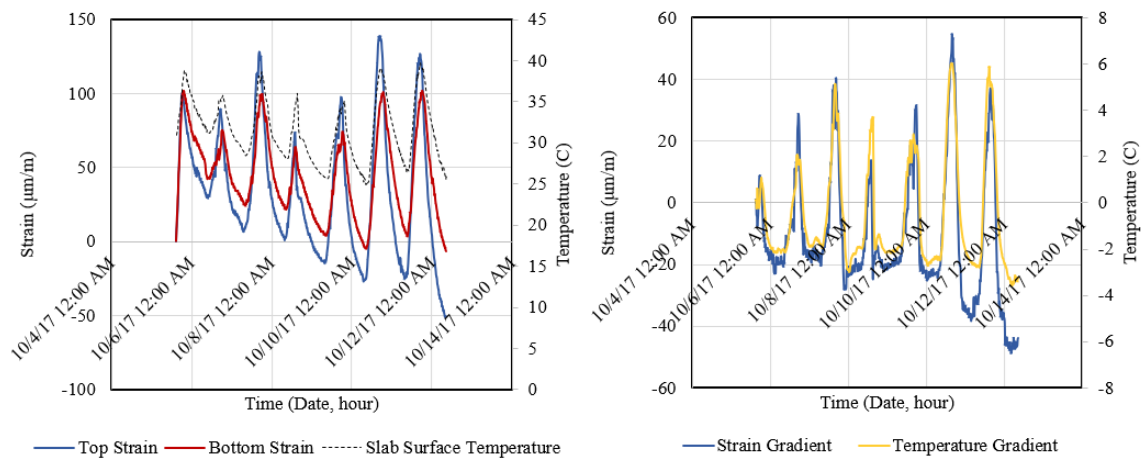 150
100
50
0
-50
-100
Strain (μm/m)
45
40
35
30
25
20
15
10
5
0
Temperature (C)
10/4/17 12:00 AM
10/6/17 12:00 AM
10/8/17 12:00 AM
10/10/17 12:00 AM
10/12/17 12:00 AM
10/14/17 12:00 AM
Time (Date, hour)
Top Strain
Bottom Strain
Slab Surface Temperature
60
40
20
0
-20
-40
-60
Strain (μm/m)
8
6
4
2
0
-2
-4
-6
-8
Temperature (C)
10/4/17 12:00 AM
10/6/17 12:00 AM
10/8/17 12:00 AM
10/10/17 12:00 AM
10/12/17 12:00 AM
10/14/17 12:00 AM
Time (Date, hour)
Strain Gradient
Temperature Gradient